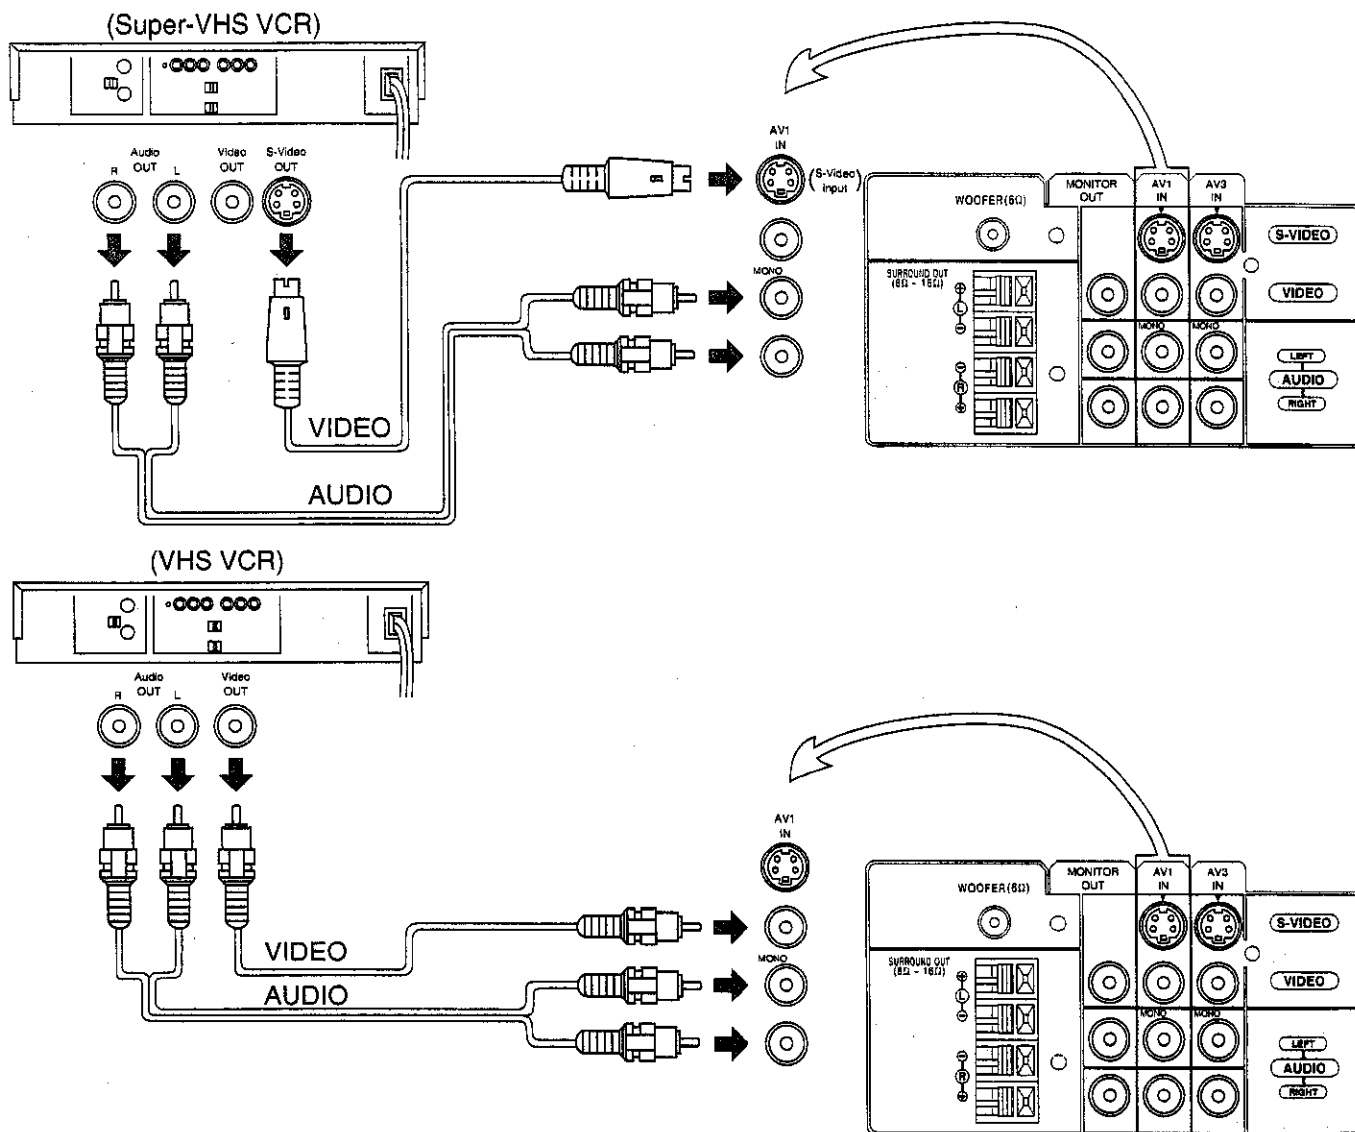 (Super-VHS VCR)
Audio
OUT
R
L
Video
OUT
S-Video
OUT
AV1
IN
(S-Video)
input
MONO
VIDEO
AUDIO
WOOFER(8Ω)
MONITOR
OUT
AV1
IN
AV3
IN
S-VIDEO
SURROUND OUT
(8Ω - 16Ω)
VIDEO
⊕
L
⊖
MONO
MONO
LEFT
AUDIO
RIGHT
⊖
R
⊕
(VHS VCR)
Audio
OUT
R
L
Video
OUT
AV1
IN
MONO
VIDEO
AUDIO
WOOFER(8Ω)
MONITOR
OUT
AV1
IN
AV3
IN
S-VIDEO
SURROUND OUT
(8Ω - 16Ω)
VIDEO
⊕
L
⊖
MONO
MONO
LEFT
AUDIO
RIGHT
⊖
R
⊕